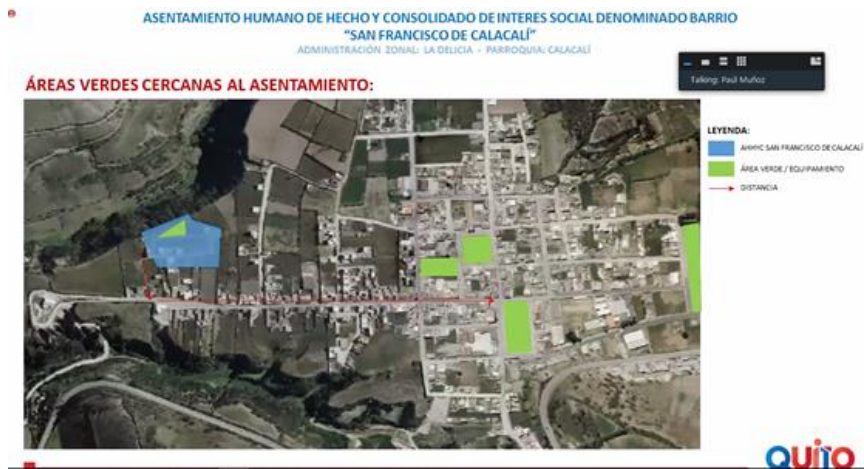 ASENTAMIENTO HUMANO DE HECHO Y CONSOLIDADO DE INTERES SOCIAL DENOMINADO BARRIO
“SAN FRANCISCO DE CALACALÍ”
ADMINISTRACIÓN ZONAL: LA DELICIA - PARROQUIA: CALACALÍ
Talking: Paul Muñoz
ÁREAS VERDES CERCANAS AL ASENTAMIENTO:
LEYENDA:
AHHYC SAN FRANCISCO DE CALACALÍ
ÁREA VERDE / EQUIPAMIENTO
DISTANCIA
QUITO